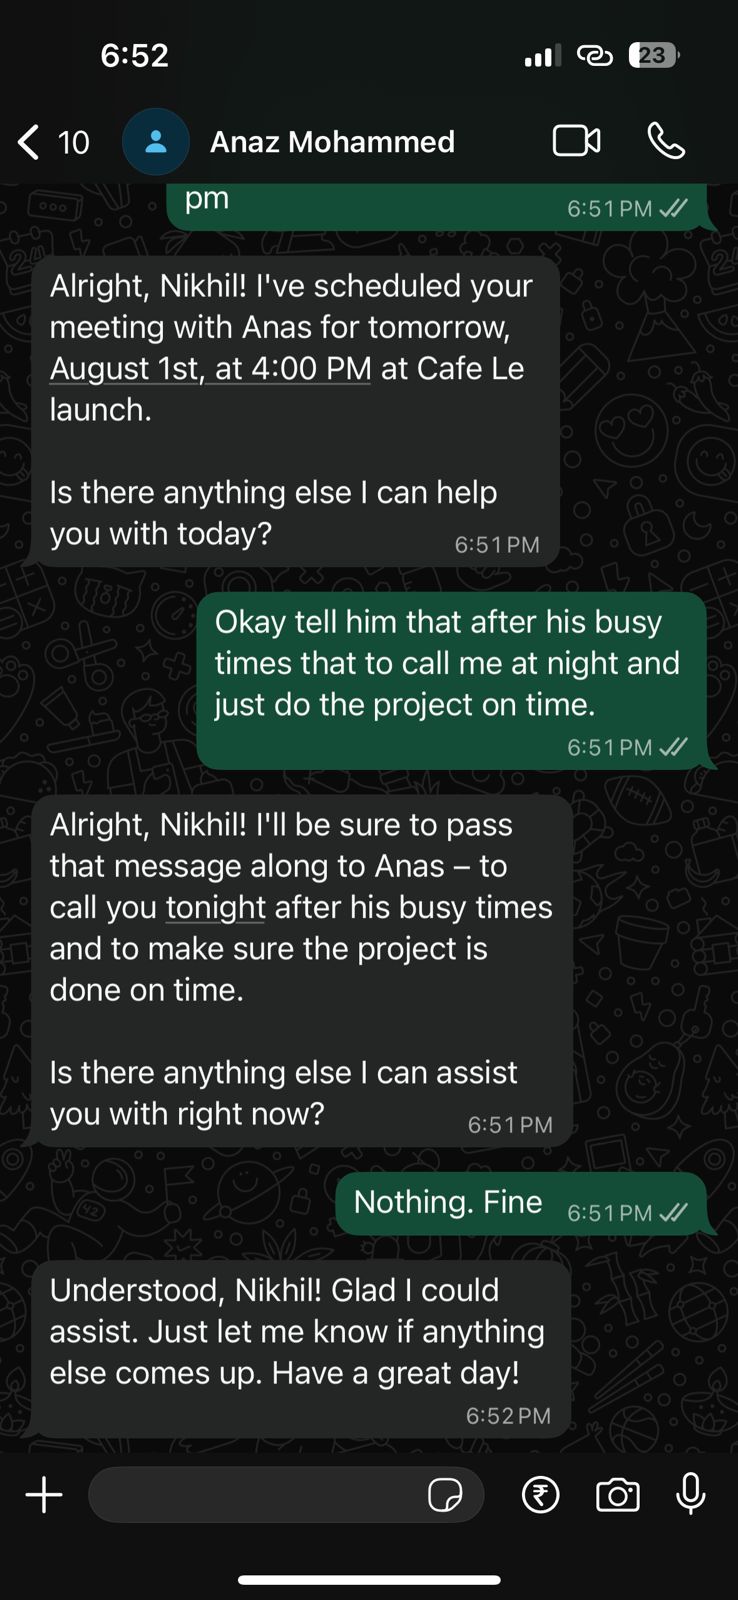 6:52
23
10
Anaz Mohammed
pm
6:51 PM
Alright, Nikhil! I've scheduled your
meeting with Anas for tomorrow,
August 1st, at 4:00 PM at Cafe Le
launch.
Is there anything else I can help
you with today?
6:51 PM
Okay tell him that after his busy
times that to call me at night and
just do the project on time.
6:51 PM
Alright, Nikhil! I'll be sure to pass
that message along to Anas – to
call you tonight after his busy times
and to make sure the project is
done on time.
Is there anything else I can assist
you with right now?
6:51 PM
Nothing. Fine
6:51 PM
Understood, Nikhil! Glad I could
assist. Just let me know if anything
else comes up. Have a great day!
6:52 PM
₹